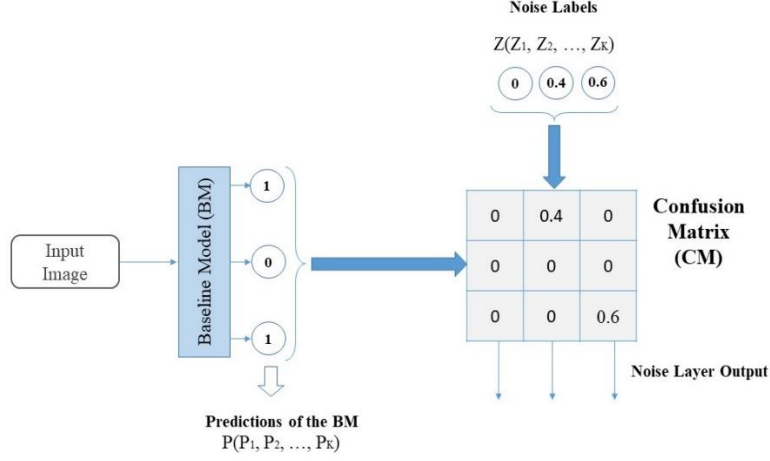 Noise Labels
Z(Z₁, Z₂, …, Zₖ)
0 0.4 0.6
Input
Image
Baseline Model (BM)
1
0
1
Predictions of the BM
P(P₁, P₂, …, Pₖ)
0 0.4 0
0 0 0
0 0 0.6
Confusion
Matrix
(CM)
Noise Layer Output